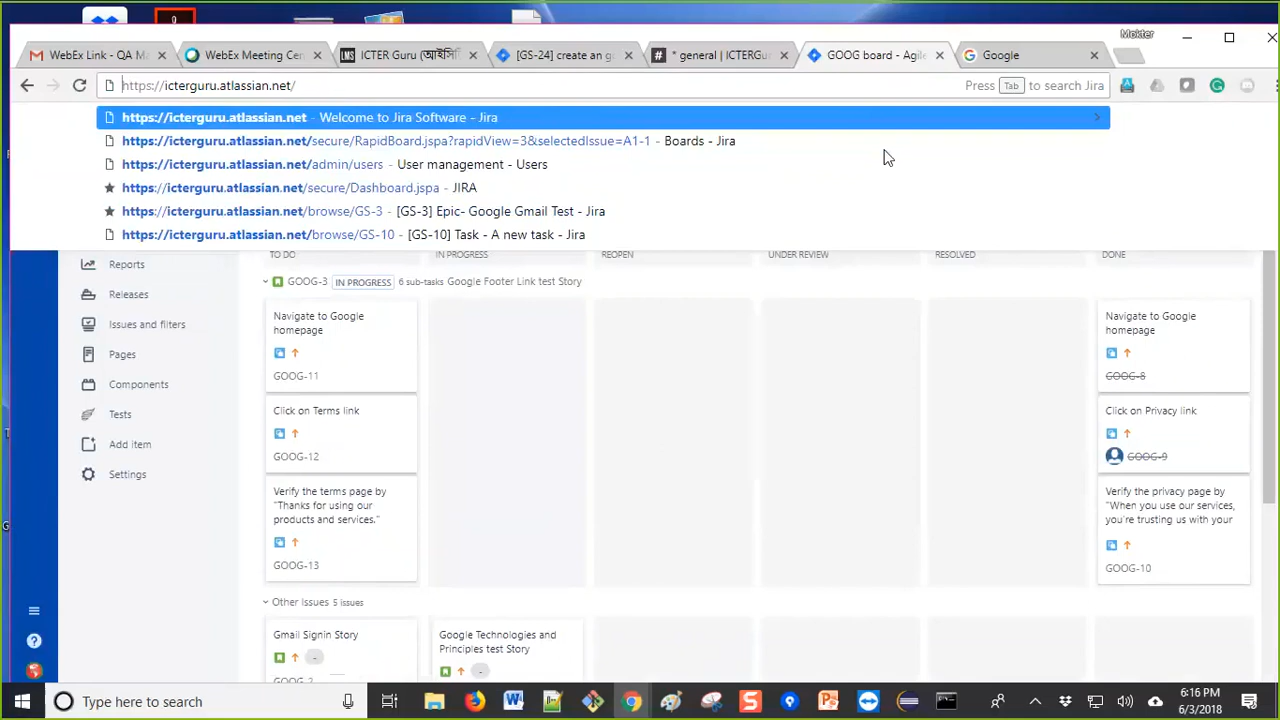 9
Mokter
WebEx Link - QA M
WebEx Meeting Cen
LMS ICTER Guru (আইসিটি
[GS-24] create an g
# * general | ICTERGu
GOOG board - Agile
Google
https://icterguru.atlassian.net/
Press Tab to search Jira
https://icterguru.atlassian.net - Welcome to Jira Software - Jira
https://icterguru.atlassian.net/secure/RapidBoard.jspa?rapidView=3&selectedIssue=A1-1 - Boards - Jira
https://icterguru.atlassian.net/admin/users - User management - Users
https://icterguru.atlassian.net/secure/Dashboard.jspa - JIRA
https://icterguru.atlassian.net/browse/GS-3 - [GS-3] Epic- Google Gmail Test - Jira
https://icterguru.atlassian.net/browse/GS-10 - [GS-10] Task - A new task - Jira
Reports
Releases
Issues and filters
Pages
Components
Tests
Add item
Settings
TO DO IN PROGRESS REOPEN UNDER REVIEW RESOLVED DONE
GOOG-3 IN PROGRESS 6 sub-tasks Google Footer Link test Story
Navigate to Google
homepage
GOOG-11
Click on Terms link
GOOG-12
Verify the terms page by
"Thanks for using our
products and services."
GOOG-13
Navigate to Google
homepage
GOOG-8
Click on Privacy link
GOOG-9
Verify the privacy page by
"When you use our services,
you're trusting us with your
GOOG-10
Other Issues 5 issues
Gmail Signin Story
-
Google Technologies and
Principles test Story
-
Type here to search
6:16 PM
6/3/2018